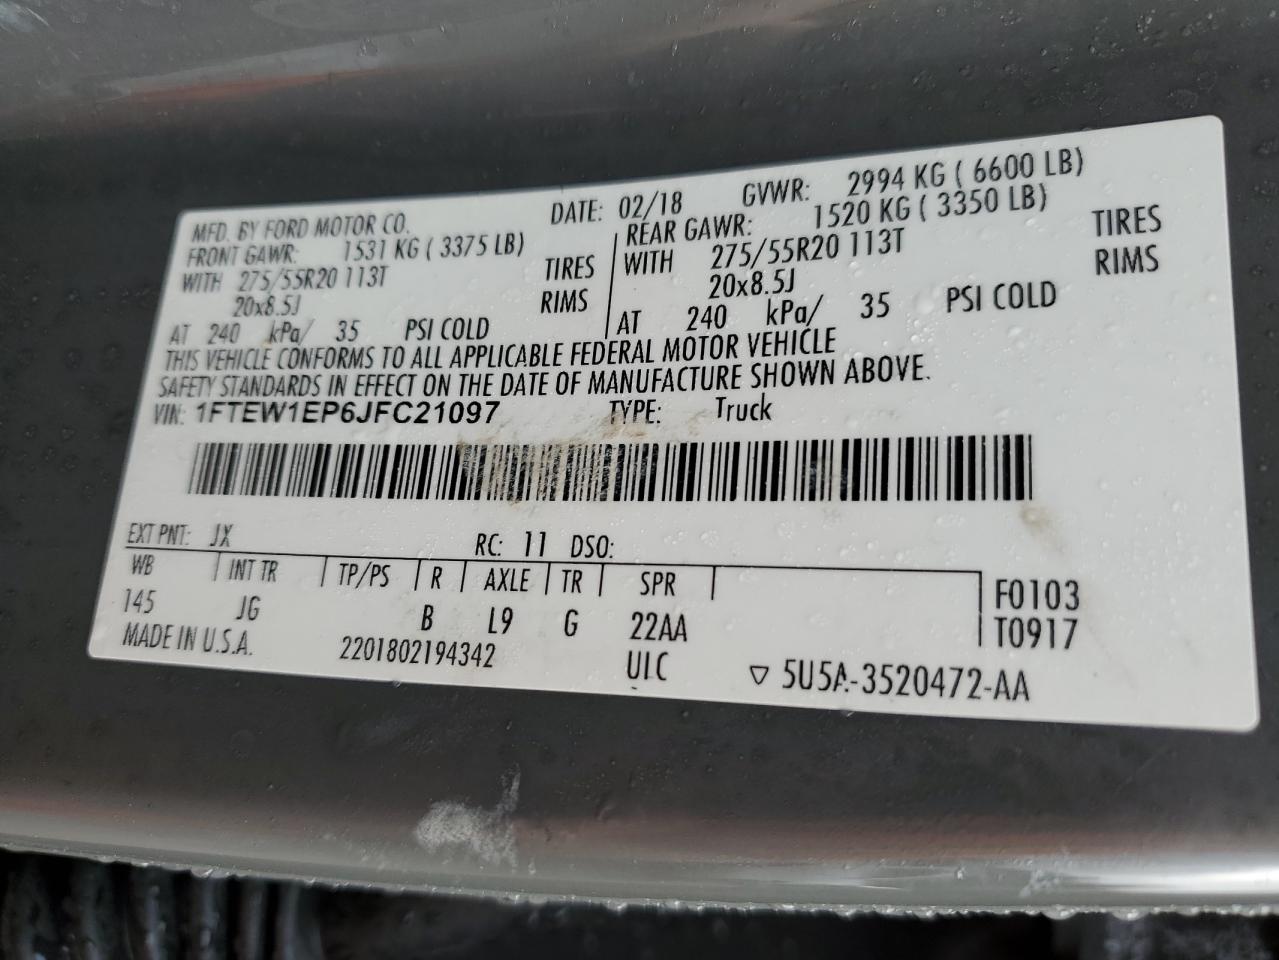 MFD. BY FORD MOTOR CO. DATE: 02/18 GVWR: 2994 KG ( 6600 LB)
FRONT GAWR: 1531 KG ( 3375 LB) REAR GAWR: 1520 KG ( 3350 LB)
WITH 275/55R20 113T TIRES WITH 275/55R20 113T TIRES
20x8.5J RIMS 20x8.5J RIMS
AT 240 kPa/ 35 PSI COLD AT 240 kPa/ 35 PSI COLD
THIS VEHICLE CONFORMS TO ALL APPLICABLE FEDERAL MOTOR VEHICLE
SAFETY STANDARDS IN EFFECT ON THE DATE OF MANUFACTURE SHOWN ABOVE.
VIN: 1FTEW1EP6JFC21097 TYPE: Truck
EXT PNT: JX RC: 11 DSO:
WB INT TR TP/PS R AXLE TR SPR F0103
145 JG B L9 G 22AA T0917
MADE IN U.S.A. 2201802194342 UIC ▽ 5U5A-3520472-AA